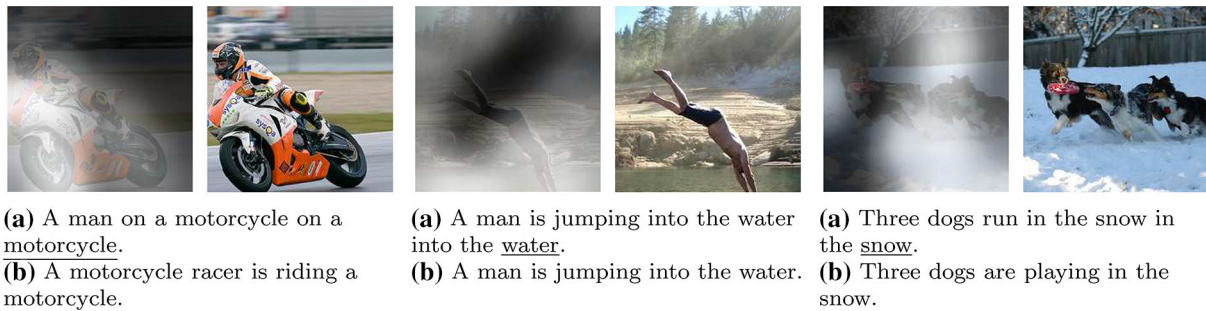 sysQa
sysQa
(a) A man on a motorcycle on a
motorcycle.
(b) A motorcycle racer is riding a
motorcycle.
(a) A man is jumping into the water
into the water.
(b) A man is jumping into the water.
(a) Three dogs run in the snow in
the snow.
(b) Three dogs are playing in the
snow.